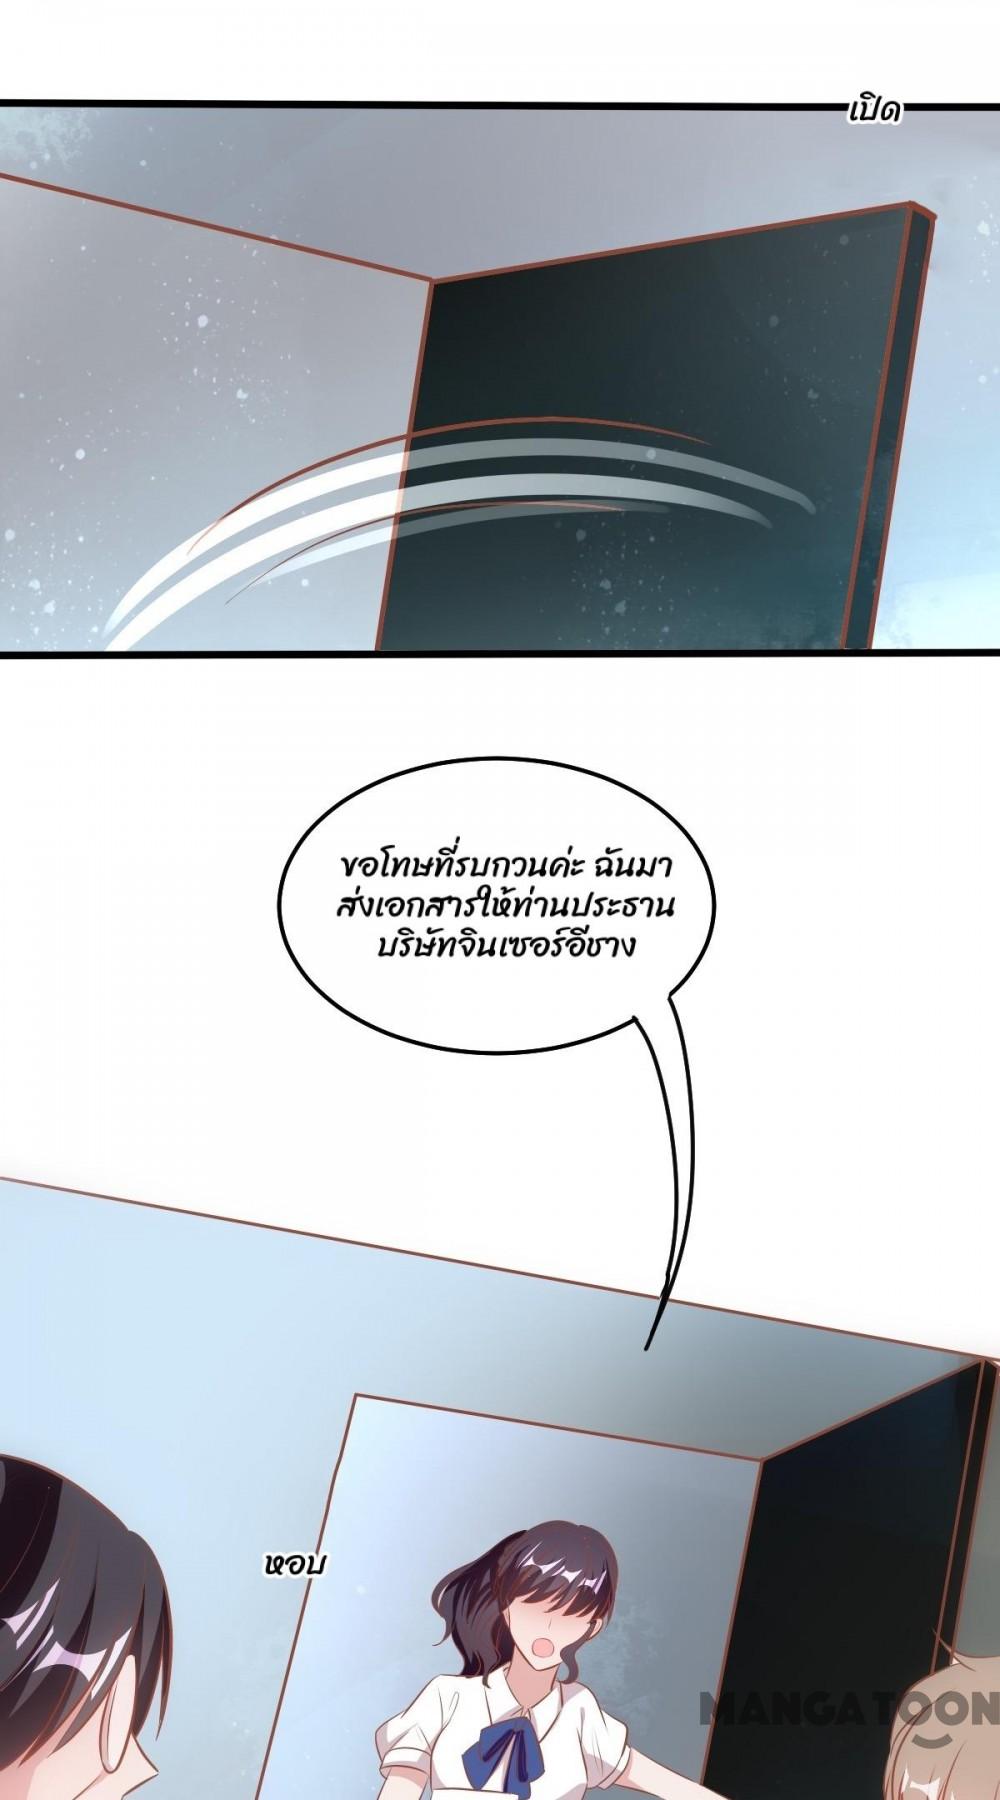 เปิด
ขอโทษที่รบกวนค่ะ ฉันมา
ส่งเอกสารให้ท่านประธาน
บริษัทจินเซอร์อีชาง
หอบ
MANGA TOON